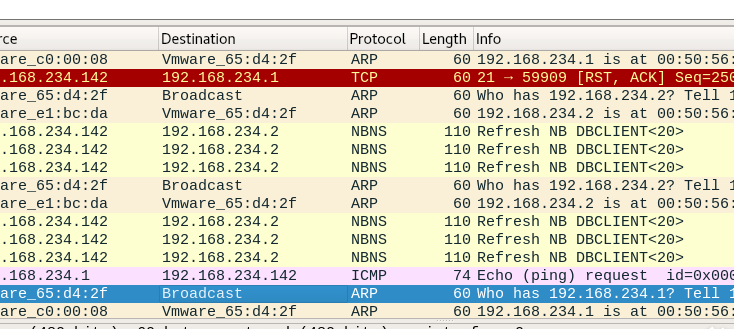 rce Destination Protocol Length Info
are_c0:00:08 Vmware_65:d4:2f ARP 60 192.168.234.1 is at 00:50:56:
.168.234.142 192.168.234.1 TCP 60 21 → 59909 [RST, ACK] Seq=250
are_65:d4:2f Broadcast ARP 60 Who has 192.168.234.2? Tell 1
are_e1:bc:da Vmware_65:d4:2f ARP 60 192.168.234.2 is at 00:50:56:
.168.234.142 192.168.234.2 NBNS 110 Refresh NB DBCLIENT<20>
.168.234.142 192.168.234.2 NBNS 110 Refresh NB DBCLIENT<20>
.168.234.142 192.168.234.2 NBNS 110 Refresh NB DBCLIENT<20>
are_65:d4:2f Broadcast ARP 60 Who has 192.168.234.2? Tell 1
are_e1:bc:da Vmware_65:d4:2f ARP 60 192.168.234.2 is at 00:50:56:
.168.234.142 192.168.234.2 NBNS 110 Refresh NB DBCLIENT<20>
.168.234.142 192.168.234.2 NBNS 110 Refresh NB DBCLIENT<20>
.168.234.142 192.168.234.2 NBNS 110 Refresh NB DBCLIENT<20>
.168.234.1 192.168.234.142 ICMP 74 Echo (ping) request id=0x000
are_65:d4:2f Broadcast ARP 60 Who has 192.168.234.1? Tell 1
are_c0:00:08 Vmware_65:d4:2f ARP 60 192.168.234.1 is at 00:50:56: